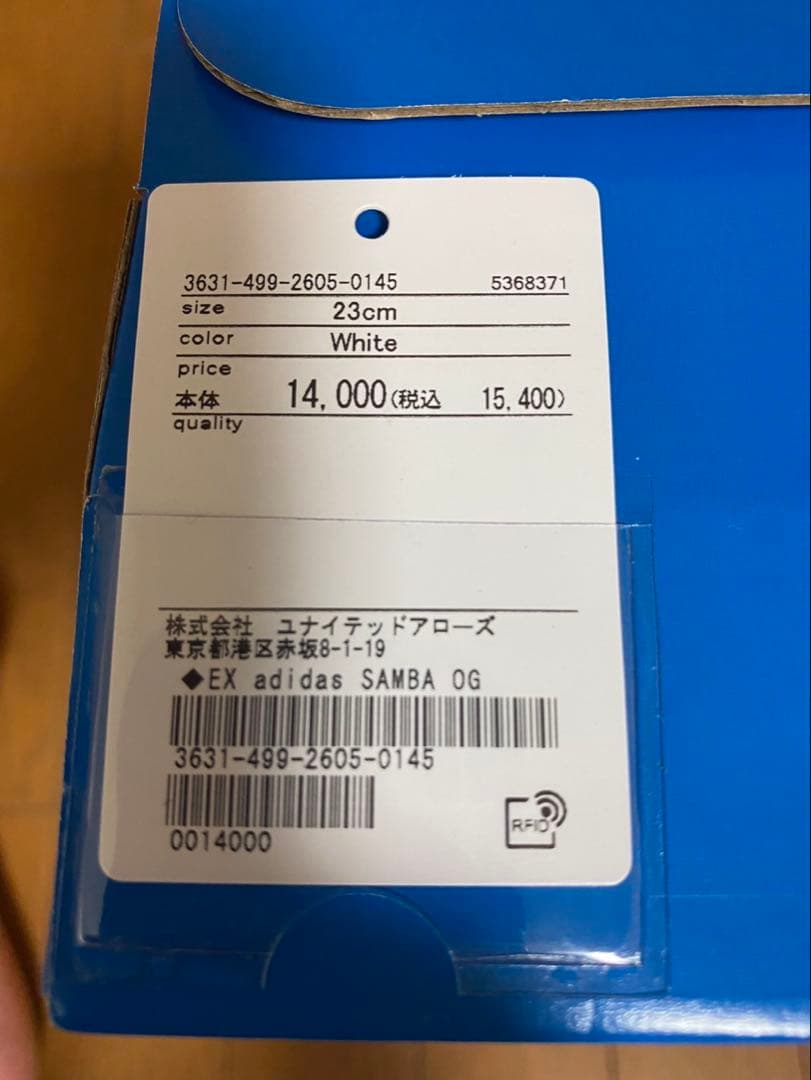 3631-499-2605-0145 5368371
size 23cm
color White
price
本体 14,000(税込 15,400)
quality
株式会社 ユナイテッドアローズ
東京都港区赤坂8-1-19
◆EX adidas SAMBA OG
3631-499-2605-0145
0014000
RFID